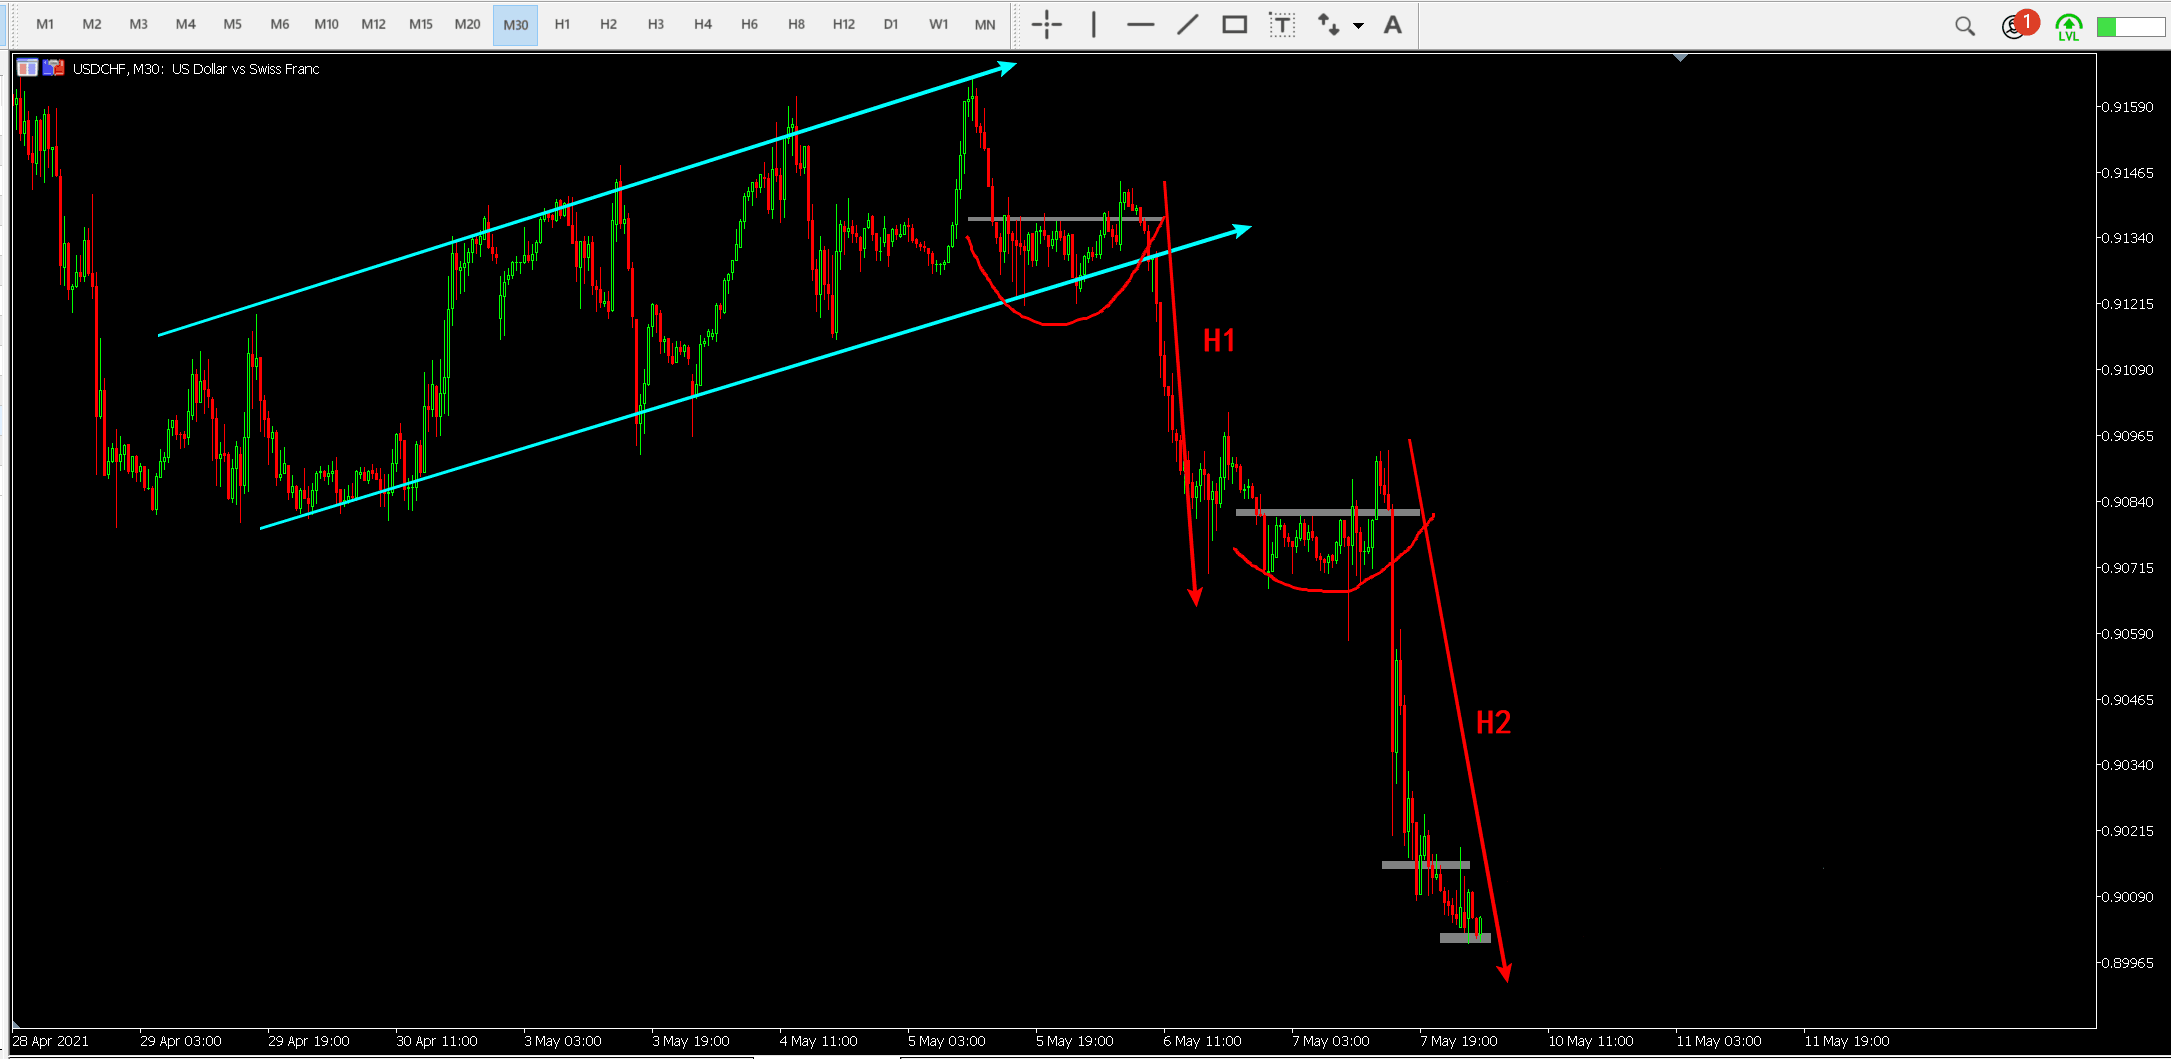 M1 M2 M3 M4 M5 M6 M10 M12 M15 M20 M30 H1 H2 H3 H4 H6 H8 H12 D1 W1 MN T A 1
LVL
USDCHF, M30: US Dollar vs Swiss Franc
0.91590
0.91465
0.91340
0.91215
H1
0.91090
0.90965
0.90840
0.90715
0.90590
0.90465
H2
0.90340
0.90215
0.90090
0.89965
28 Apr 2021 29 Apr 03:00 29 Apr 19:00 30 Apr 11:00 3 May 03:00 3 May 19:00 4 May 11:00 5 May 03:00 5 May 19:00 6 May 11:00 7 May 03:00 7 May 19:00 10 May 11:00 11 May 03:00 11 May 19:00